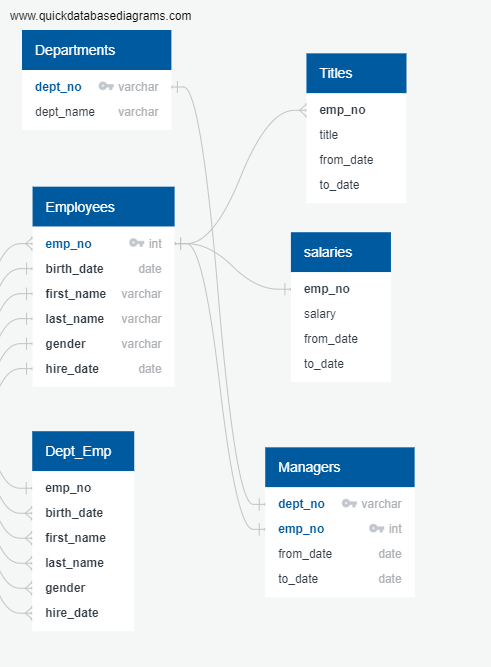 www.quickdatabasediagrams.com
Departments
dept_no varchar
dept_name varchar
Employees
emp_no int
birth_date date
first_name varchar
last_name varchar
gender varchar
hire_date date
Dept_Emp
emp_no
birth_date
first_name
last_name
gender
hire_date
Titles
emp_no
title
from_date
to_date
salaries
emp_no
salary
from_date
to_date
Managers
dept_no varchar
emp_no int
from_date date
to_date date